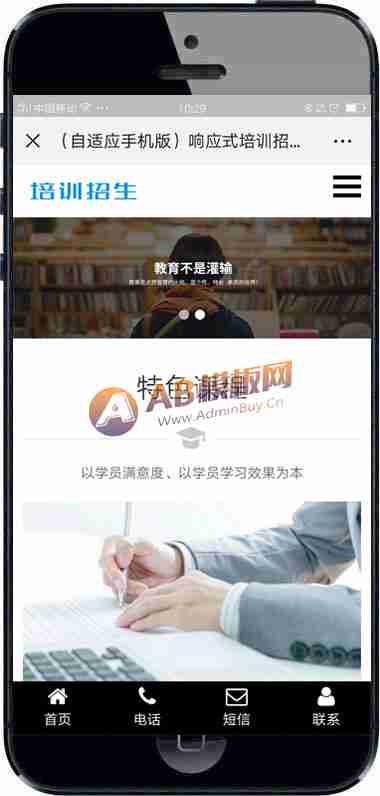 中国移动
10:29
（自适应手机版）响应式培训招...
培训招生
教育不是灌输
特色课程
AB模板网
www.AdminBuy.Cn
以学员满意度、以学员学习效果为本
首页
电话
短信
联系